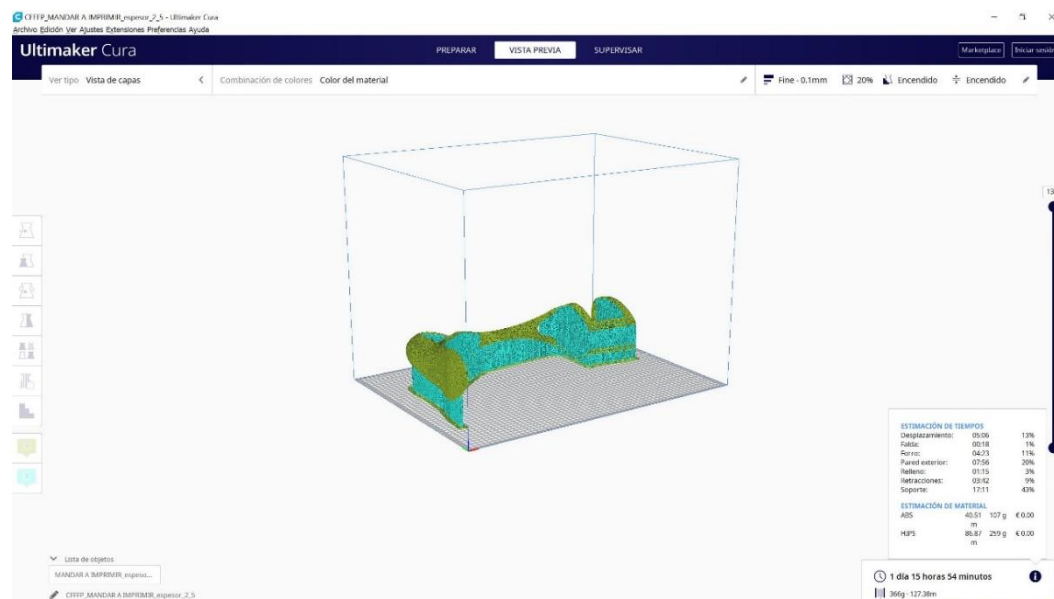 CFFFP_MANDAR A IMPRIMIR_espesor_2_5 - Ultimaker Cura
Archivo Edición Ver Ajustes Extensiones Preferencias Ayuda
Ultimaker Cura PREPARAR VISTA PREVIA SUPERVISAR Marketplace Iniciar sesión
Ver tipo Vista de capas Combinación de colores Color del material Fine - 0.1mm 20% Encendido Encendido
13
ESTIMACIÓN DE TIEMPOS
Desplazamiento: 05:06 13%
Falda: 00:18 1%
Forro: 04:23 11%
Pared exterior: 07:56 20%
Relleno: 01:15 3%
Retracciones: 03:42 9%
Soporte: 17:11 43%
ESTIMACIÓN DE MATERIAL
ABS 40.51 m 107 g € 0.00
HIPS 86.87 m 259 g € 0.00
Lista de objetos
MANDAR A IMPRIMIR_espeso...
CFFFP_MANDAR A IMPRIMIR_espesor_2_5
1 día 15 horas 54 minutos
366g · 127.38m